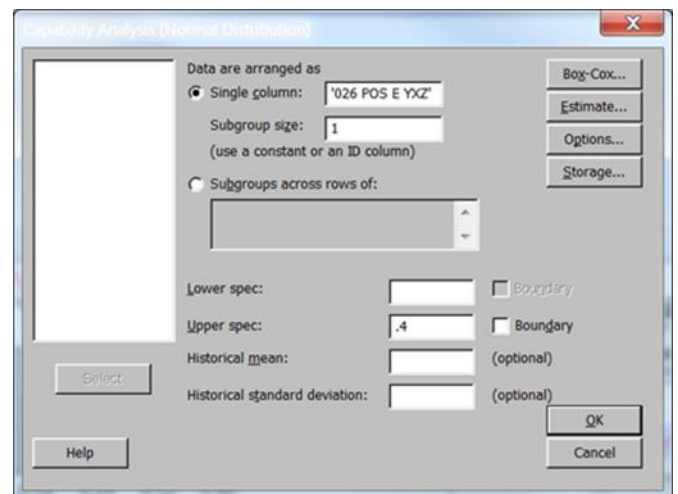 Capability Analysis (Normal Distribution)
Data are arranged as
Single column: '026 POS E YXZ'
Subgroup size: 1
(use a constant or an ID column)
Subgroups across rows of:
Lower spec: Boundary
Upper spec: .4 Boundary
Historical mean: (optional)
Historical standard deviation: (optional)
Box-Cox...
Estimate...
Options...
Storage...
Select
Help
OK
Cancel